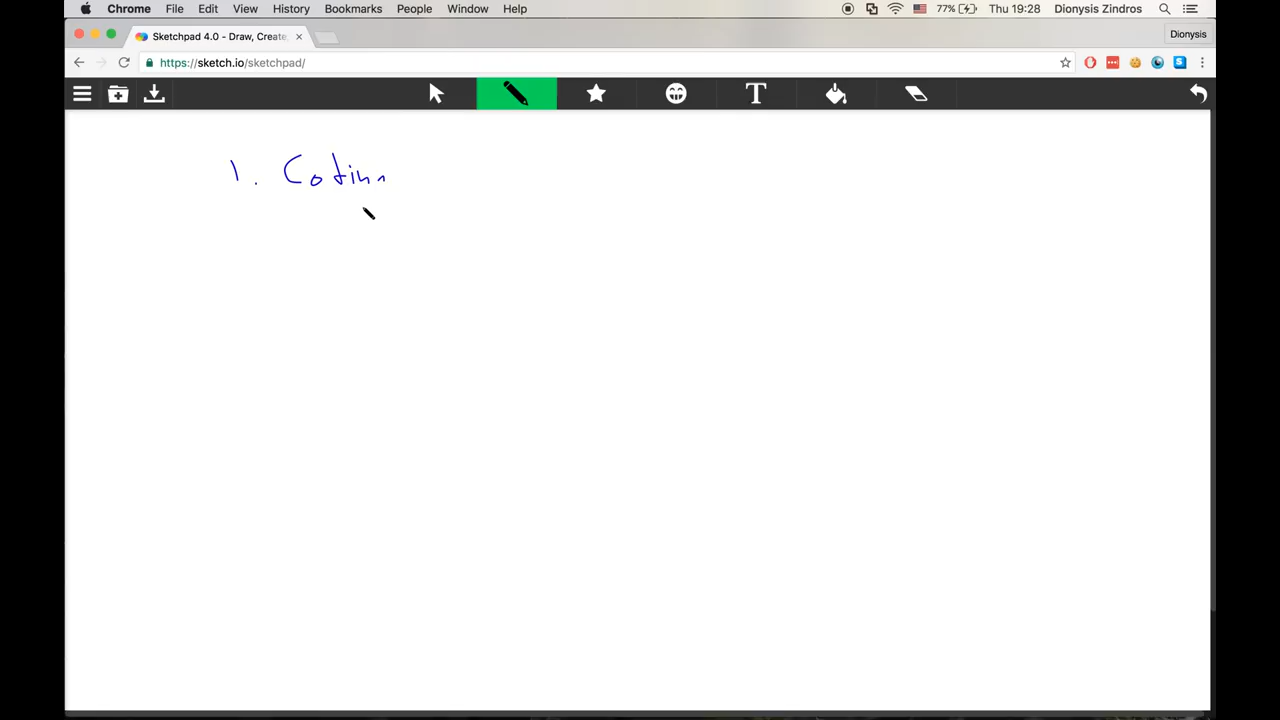 Chrome File Edit View History Bookmarks People Window Help 77% Thu 19:28 Dionysis Zindros
Sketchpad 4.0 - Draw, Create, Dionysis
https://sketch.io/sketchpad/
T
1. Cotinn